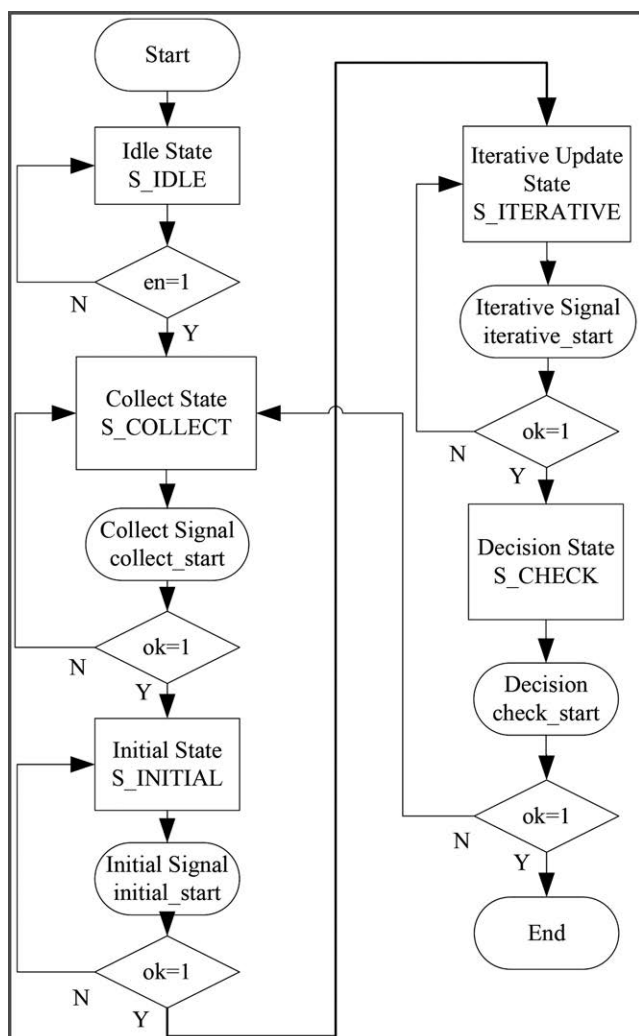 Start
Idle State
S_IDLE
en=1
N
Y
Collect State
S_COLLECT
Collect Signal
collect_start
ok=1
N
Y
Initial State
S_INITIAL
Initial Signal
initial_start
ok=1
N
Y
Iterative Update
State
S_ITERATIVE
Iterative Signal
iterative_start
ok=1
N
Y
Decision State
S_CHECK
Decision
check_start
ok=1
N
Y
End